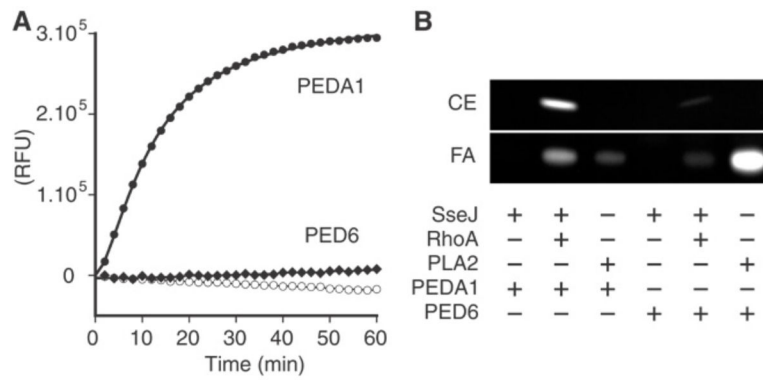 A
3.10⁵
2.10⁵
1.10⁵
0
(RFU)
PEDA1
PED6
0 10 20 30 40 50 60
Time (min)
B
CE
FA
SseJ + + − + + −
RhoA − + − − + −
PLA2 − − + − − +
PEDA1 + + + − − −
PED6 − − − + + +